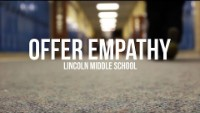 OFFER EMPATHY
LINCOLN MIDDLE SCHOOL